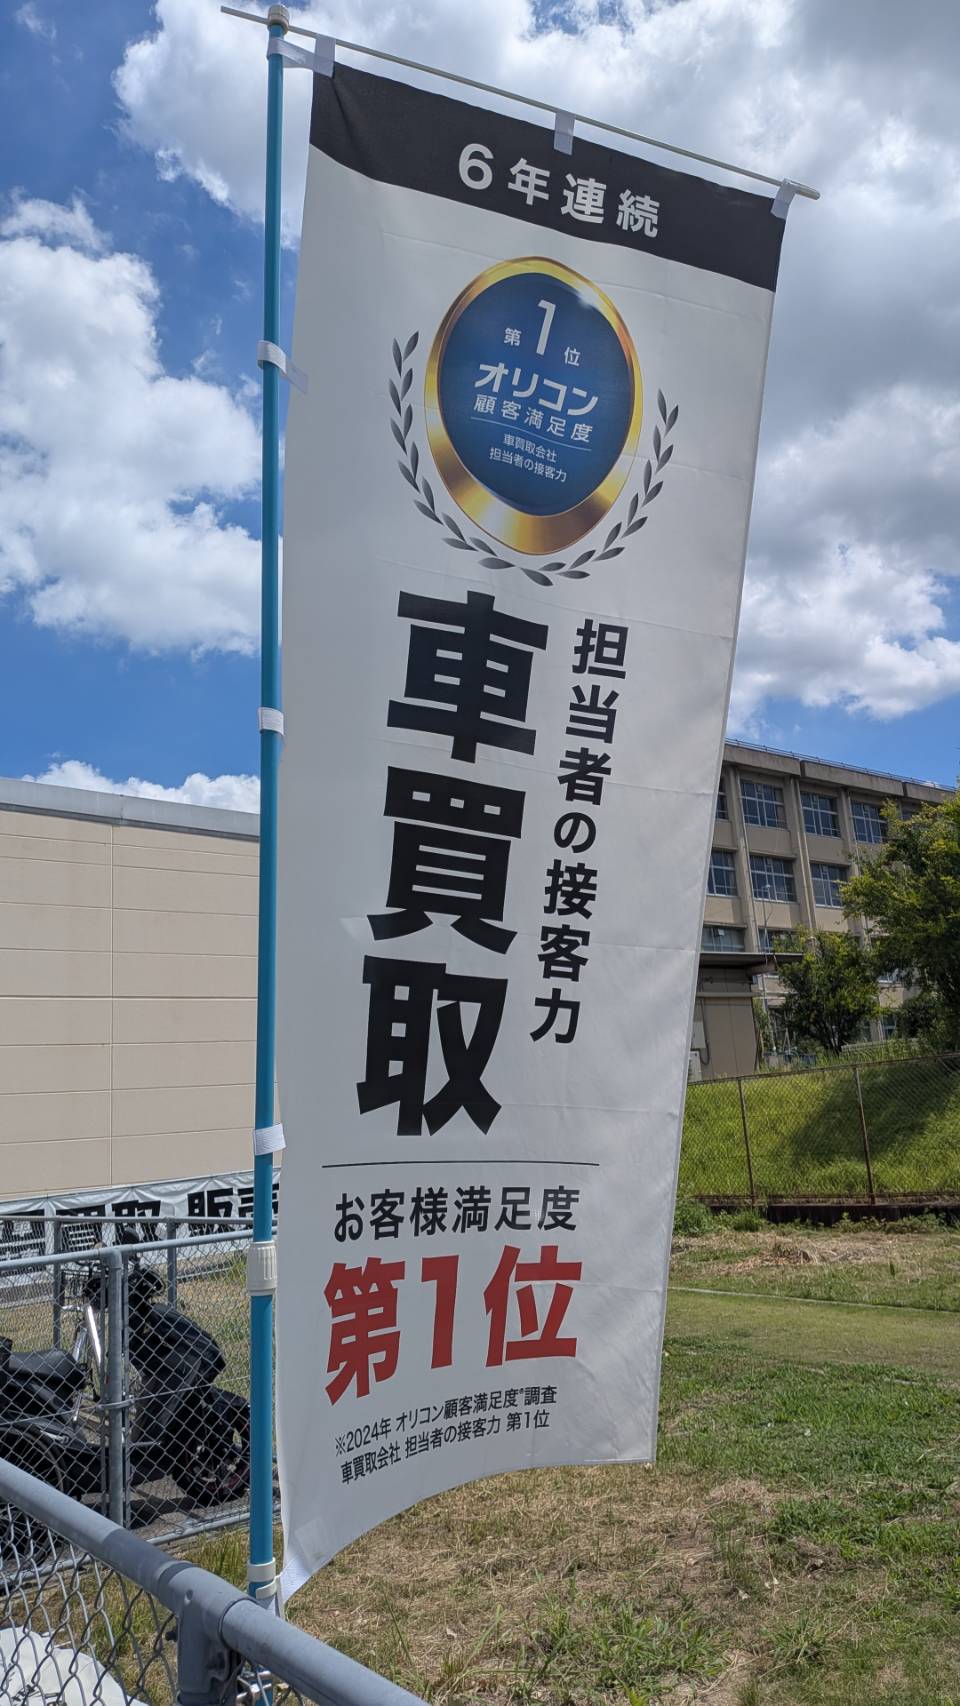 6年連続
第1位
オリコン
顧客満足度
車買取会社
担当者の接客力
担当者の接客力
車買取
お客様満足度
第1位
※2024年 オリコン顧客満足度®調査
車買取会社 担当者の接客力 第1位
買取 販売